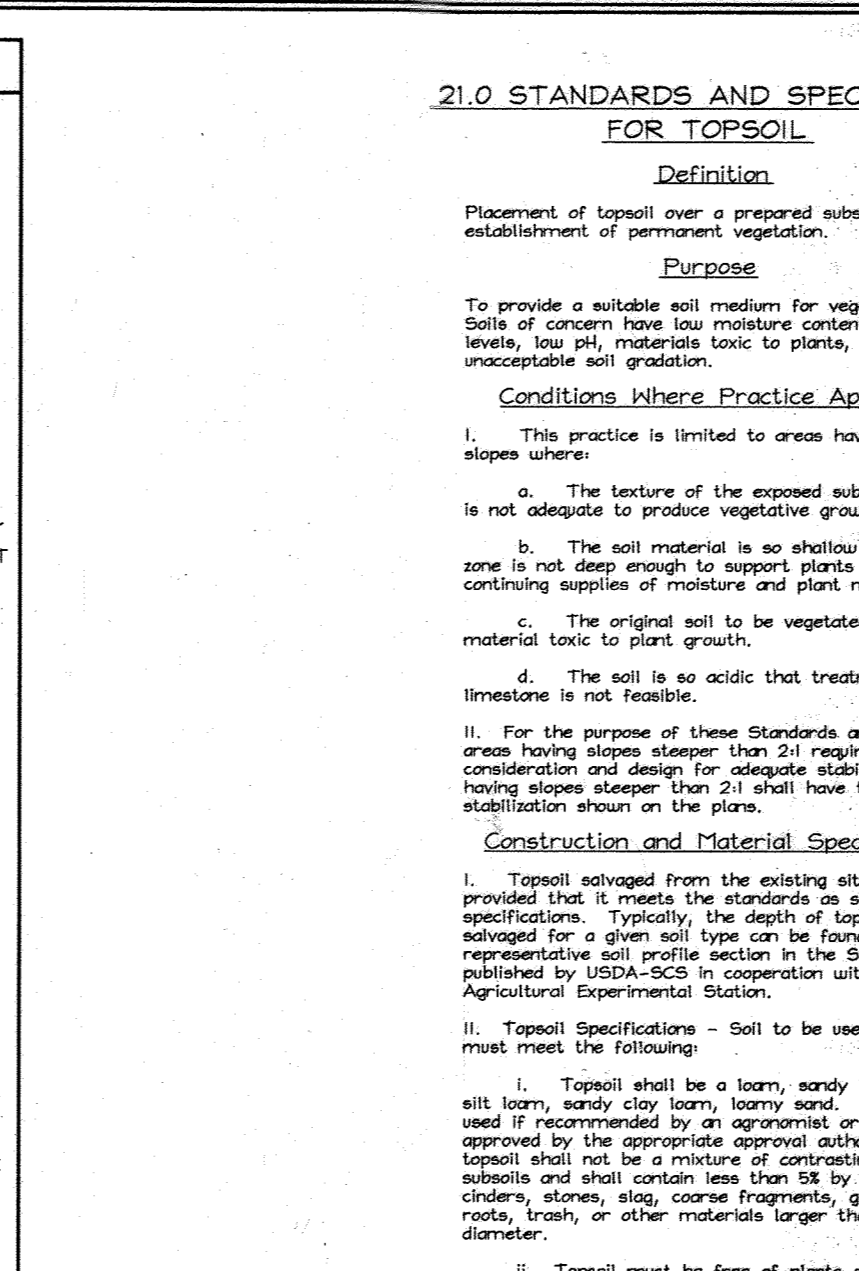 21.0 STANDARDS AND SPEC
FOR TOPSOIL
Definition
Placement of topsoil over a prepared subs
establishment of permanent vegetation.
Purpose
To provide a suitable soil medium for veg
Soils of concern have low moisture conten
levels, low pH, materials toxic to plants,
unacceptable soil gradation.
Conditions Where Practice Ap
I. This practice is limited to areas hav
slopes where:
a. The texture of the exposed sub
is not adequate to produce vegetative grow
b. The soil material is so shallow
zone is not deep enough to support plants
continuing supplies of moisture and plant n
c. The original soil to be vegetate
material toxic to plant growth.
d. The soil is so acidic that treat
limestone is not feasible.
II. For the purpose of these Standards a
areas having slopes steeper than 2:1 requir
consideration and design for adequate stabi
having slopes steeper than 2:1 shall have
stabilization shown on the plans.
Construction and Material Spec
I. Topsoil salvaged from the existing sit
provided that it meets the standards as s
specifications. Typically, the depth of top
salvaged for a given soil type can be found
representative soil profile section in the S
published by USDA-SCS in cooperation wit
Agricultural Experimental Station.
II. Topsoil Specifications - Soil to be use
must meet the following:
i. Topsoil shall be a loam, sandy
silt loam, sandy clay loam, loamy sand.
used if recommended by an agronomist or
approved by the appropriate approval autho
topsoil shall not be a mixture of contrasti
subsoils and shall contain less than 5% by
cinders, stones, slag, coarse fragments, g
roots, trash, or other materials larger tha
diameter.
ii. Topsoil must be free of plants
T